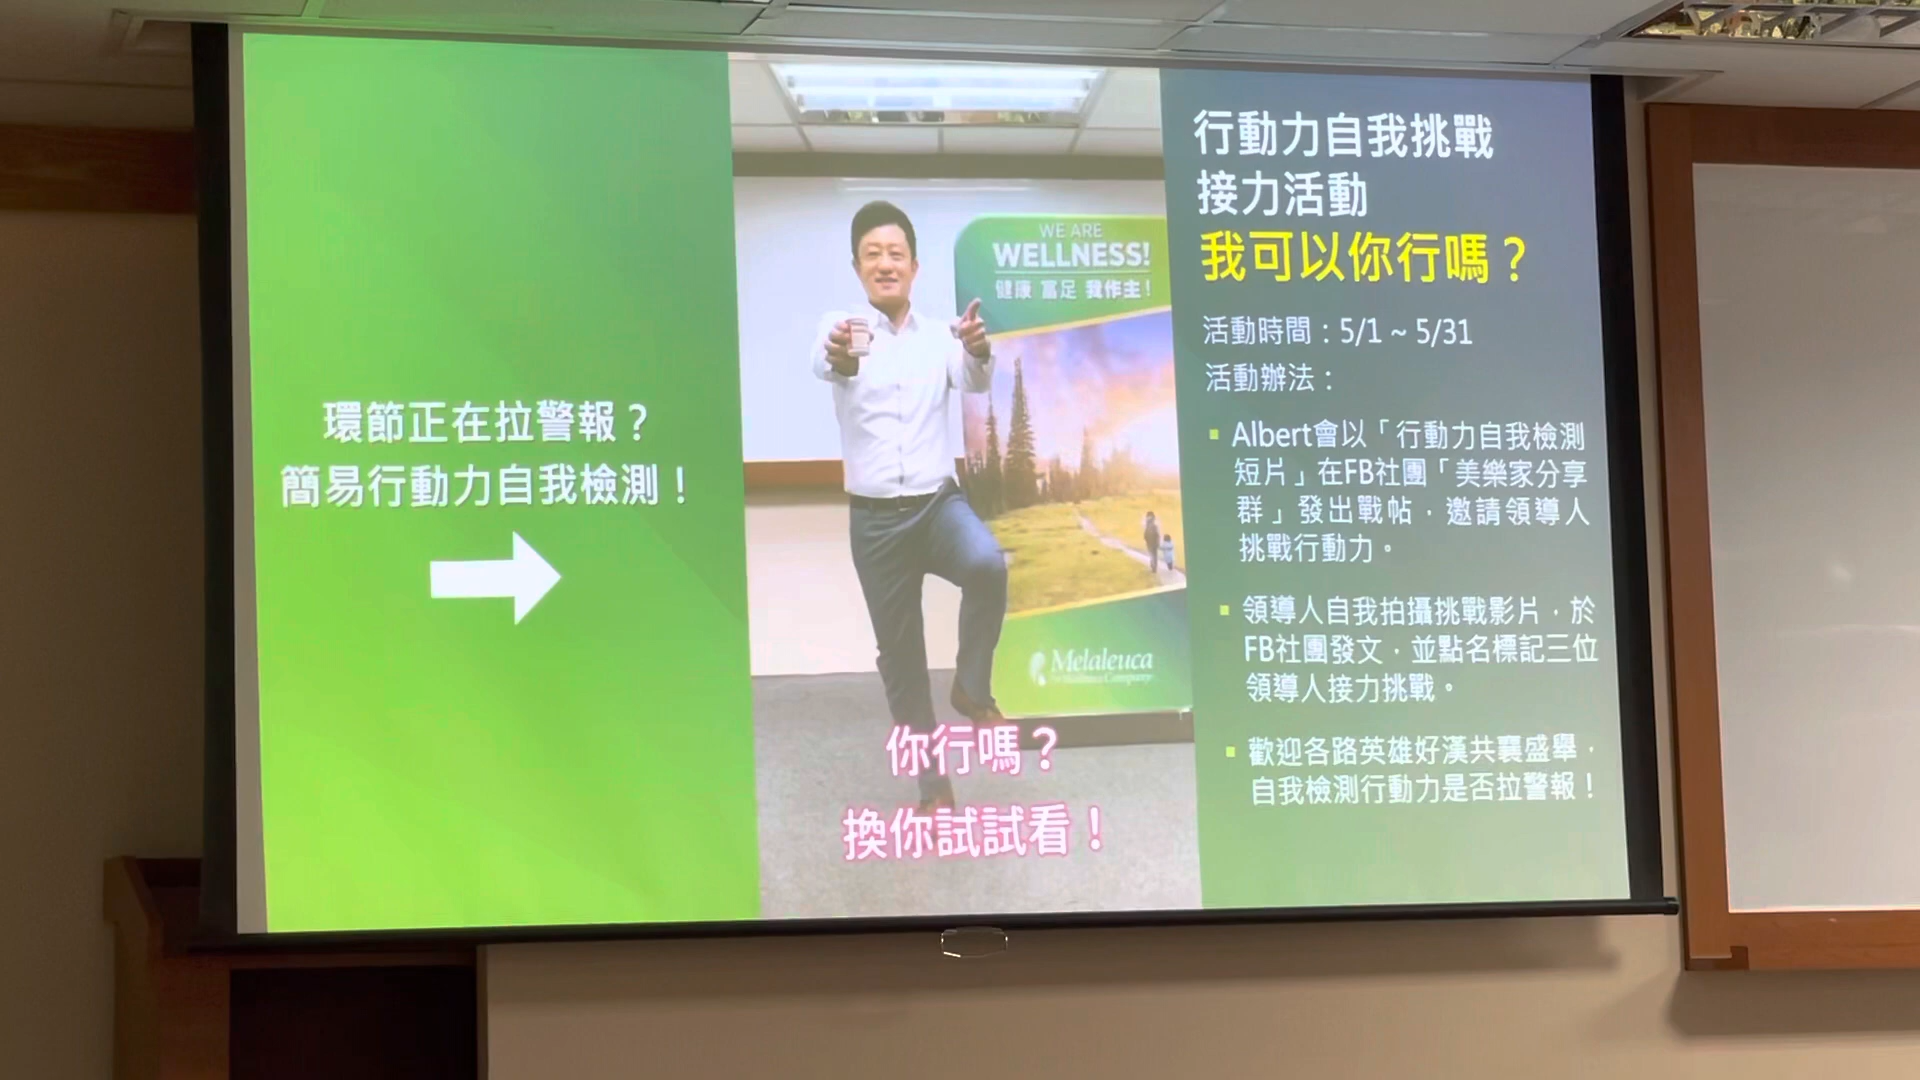 環節正在拉警報？
簡易行動力自我檢測！
WE ARE
WELLNESS!
健康 富足 我作主！
Melaleuca
The Wellness Company
你行嗎？
換你試試看！
行動力自我挑戰
接力活動
我可以你行嗎？
活動時間：5/1 ~ 5/31
活動辦法：
▪ Albert會以「行動力自我檢測
短片」在FB社團「美樂家分享
群」發出戰帖，邀請領導人
挑戰行動力。
▪ 領導人自我拍攝挑戰影片，於
FB社團發文，並點名標記三位
領導人接力挑戰。
▪ 歡迎各路英雄好漢共襄盛舉，
自我檢測行動力是否拉警報！